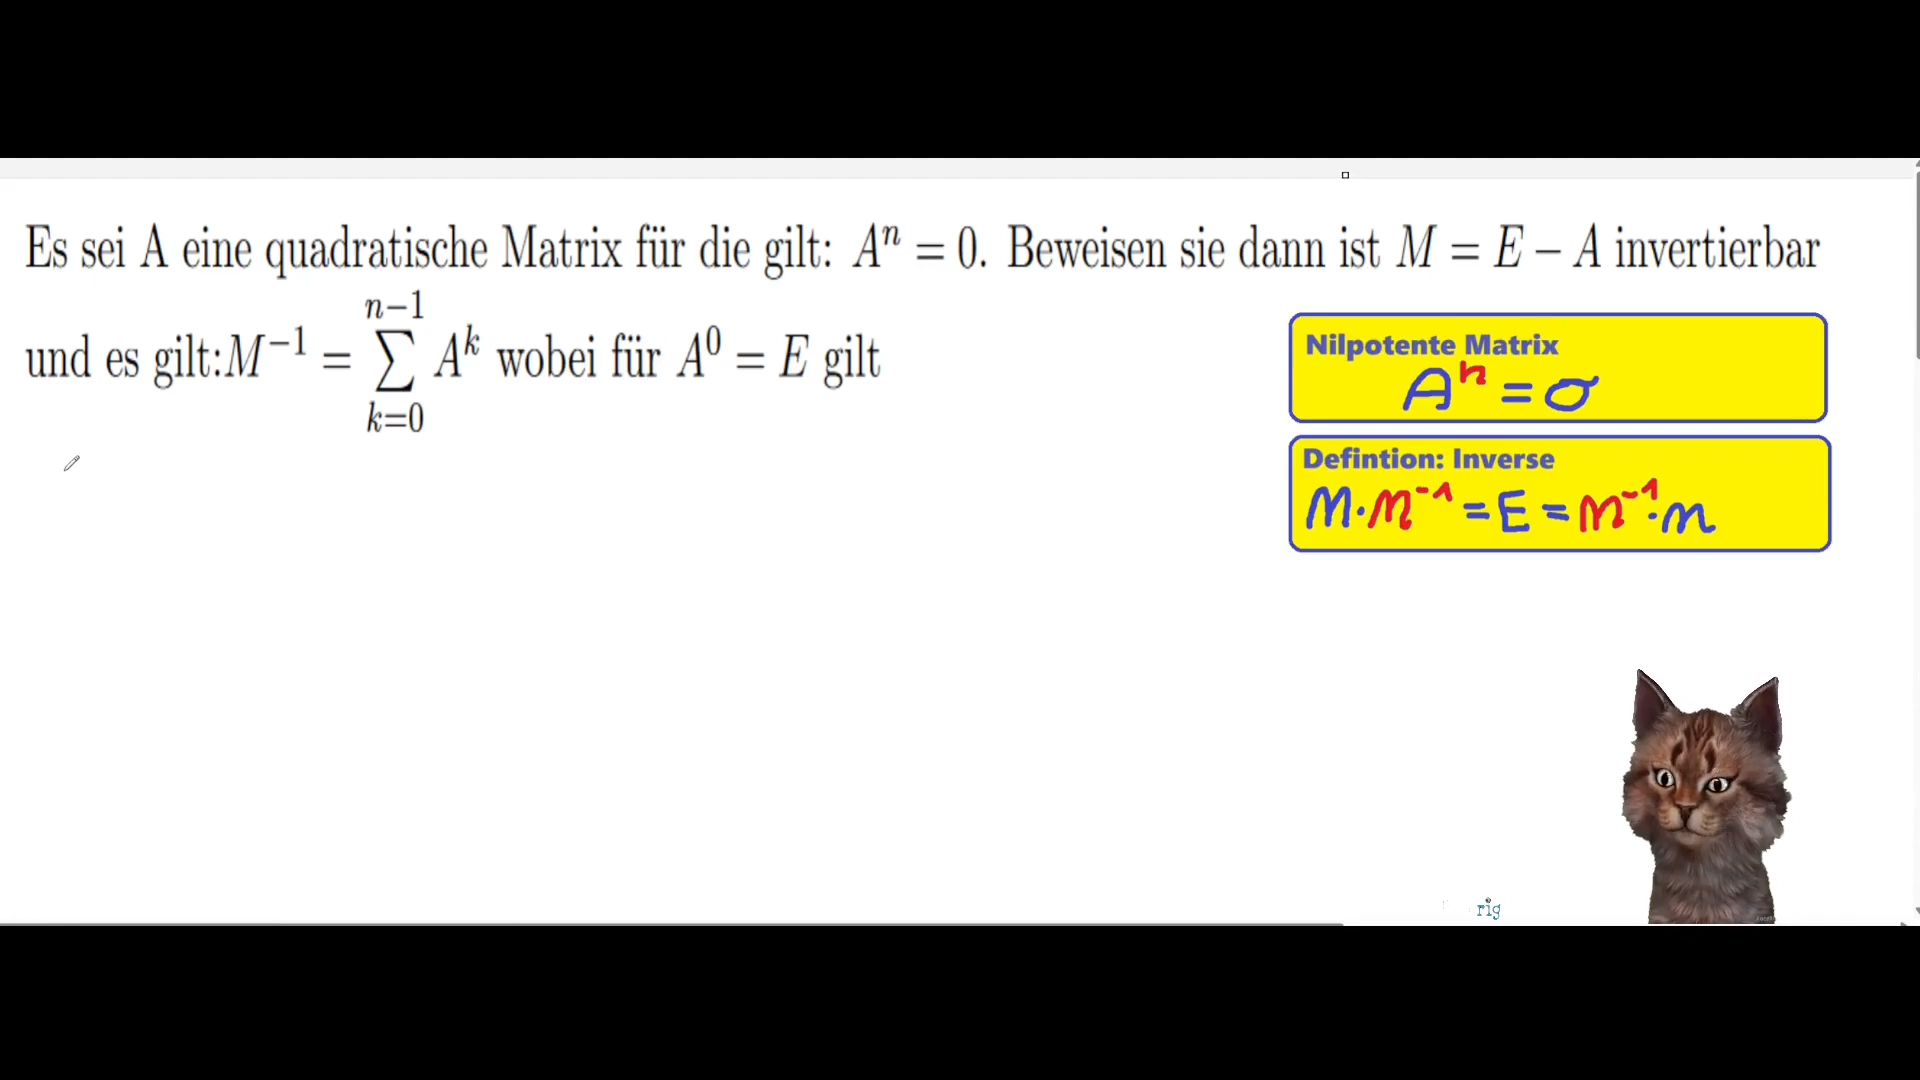 Es sei A eine quadratische Matrix für die gilt: Aⁿ = 0. Beweisen sie dann ist M = E − A invertierbar
und es gilt:M⁻¹ = ∑_{k=0}^{n−1} Aᵏ wobei für A⁰ = E gilt
Nilpotente Matrix
Aⁿ = 0
Defintion: Inverse
M·M⁻¹ = E = M⁻¹·M
rig